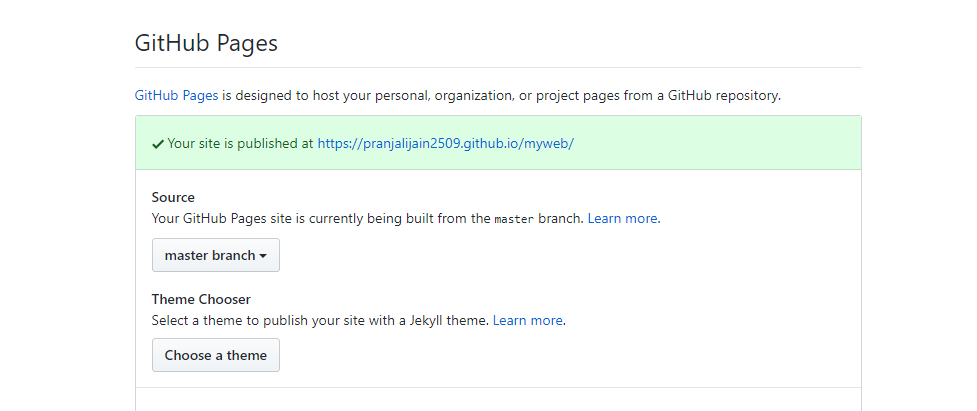 GitHub Pages
GitHub Pages is designed to host your personal, organization, or project pages from a GitHub repository.
✔ Your site is published at https://pranjalijain2509.github.io/myweb/
Source
Your GitHub Pages site is currently being built from the master branch. Learn more.
master branch
Theme Chooser
Select a theme to publish your site with a Jekyll theme. Learn more.
Choose a theme